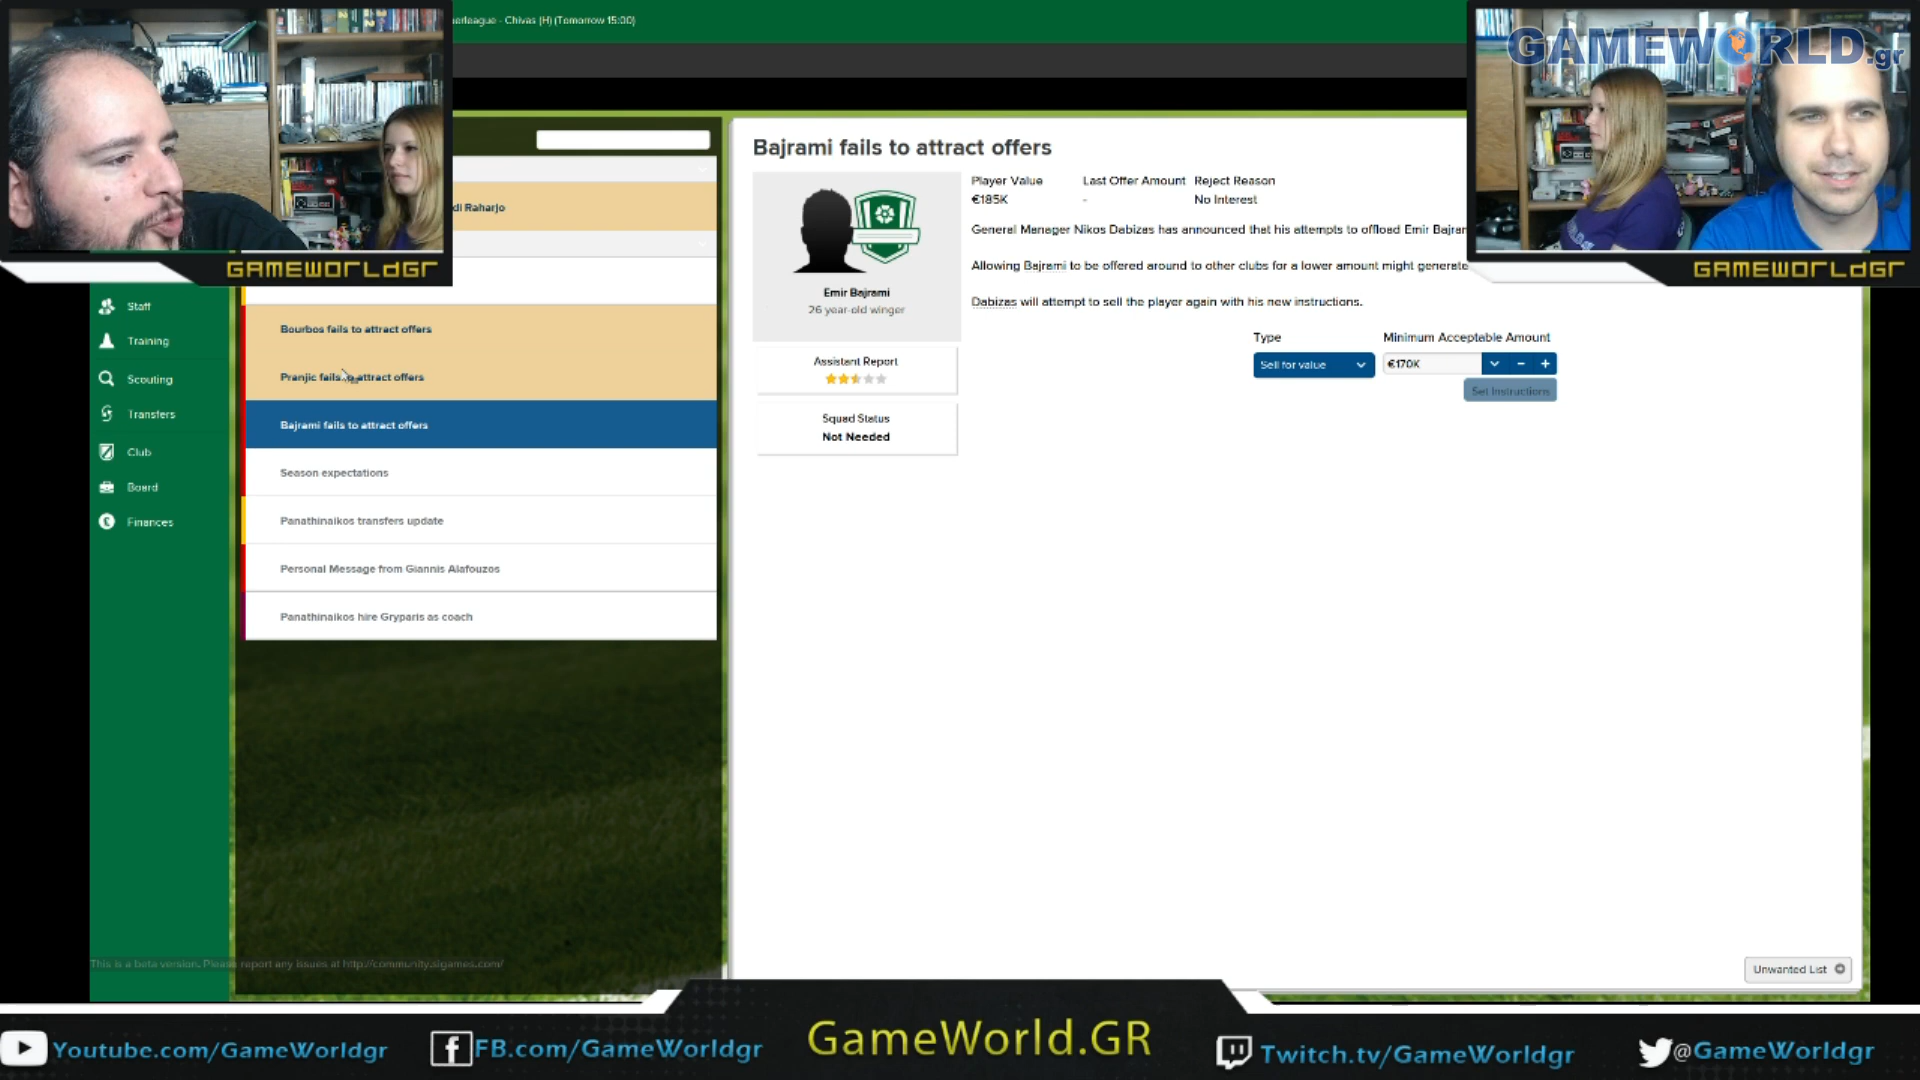 erleague - Chivas (H) (Tomorrow 15:00)
GAMEWORLD.gr
GAMEWORLDGR
GAMEWORLDGR
di Raharjo
Staff
Training
Scouting
Transfers
Club
Board
Finances
Bourbos fails to attract offers
Pranjic fails to attract offers
Bajrami fails to attract offers
Season expectations
Panathinaikos transfers update
Personal Message from Giannis Alafouzos
Panathinaikos hire Gryparis as coach
Bajrami fails to attract offers
Player Value
Last Offer Amount
Reject Reason
€185K
-
No Interest
General Manager Nikos Dabizas has announced that his attempts to offload Emir Bajram
Allowing Bajrami to be offered around to other clubs for a lower amount might generate
Dabizas will attempt to sell the player again with his new instructions.
Emir Bajrami
26 year-old winger
Assistant Report
Squad Status
Not Needed
Type
Minimum Acceptable Amount
Sell for value
€170K
- +
Set Instructions
Unwanted List
This is a beta version. Please report any issues at http://community.sigames.com/
Youtube.com/GameWorldgr
FB.com/GameWorldgr
GameWorld.GR
Twitch.tv/GameWorldgr
@GameWorldgr